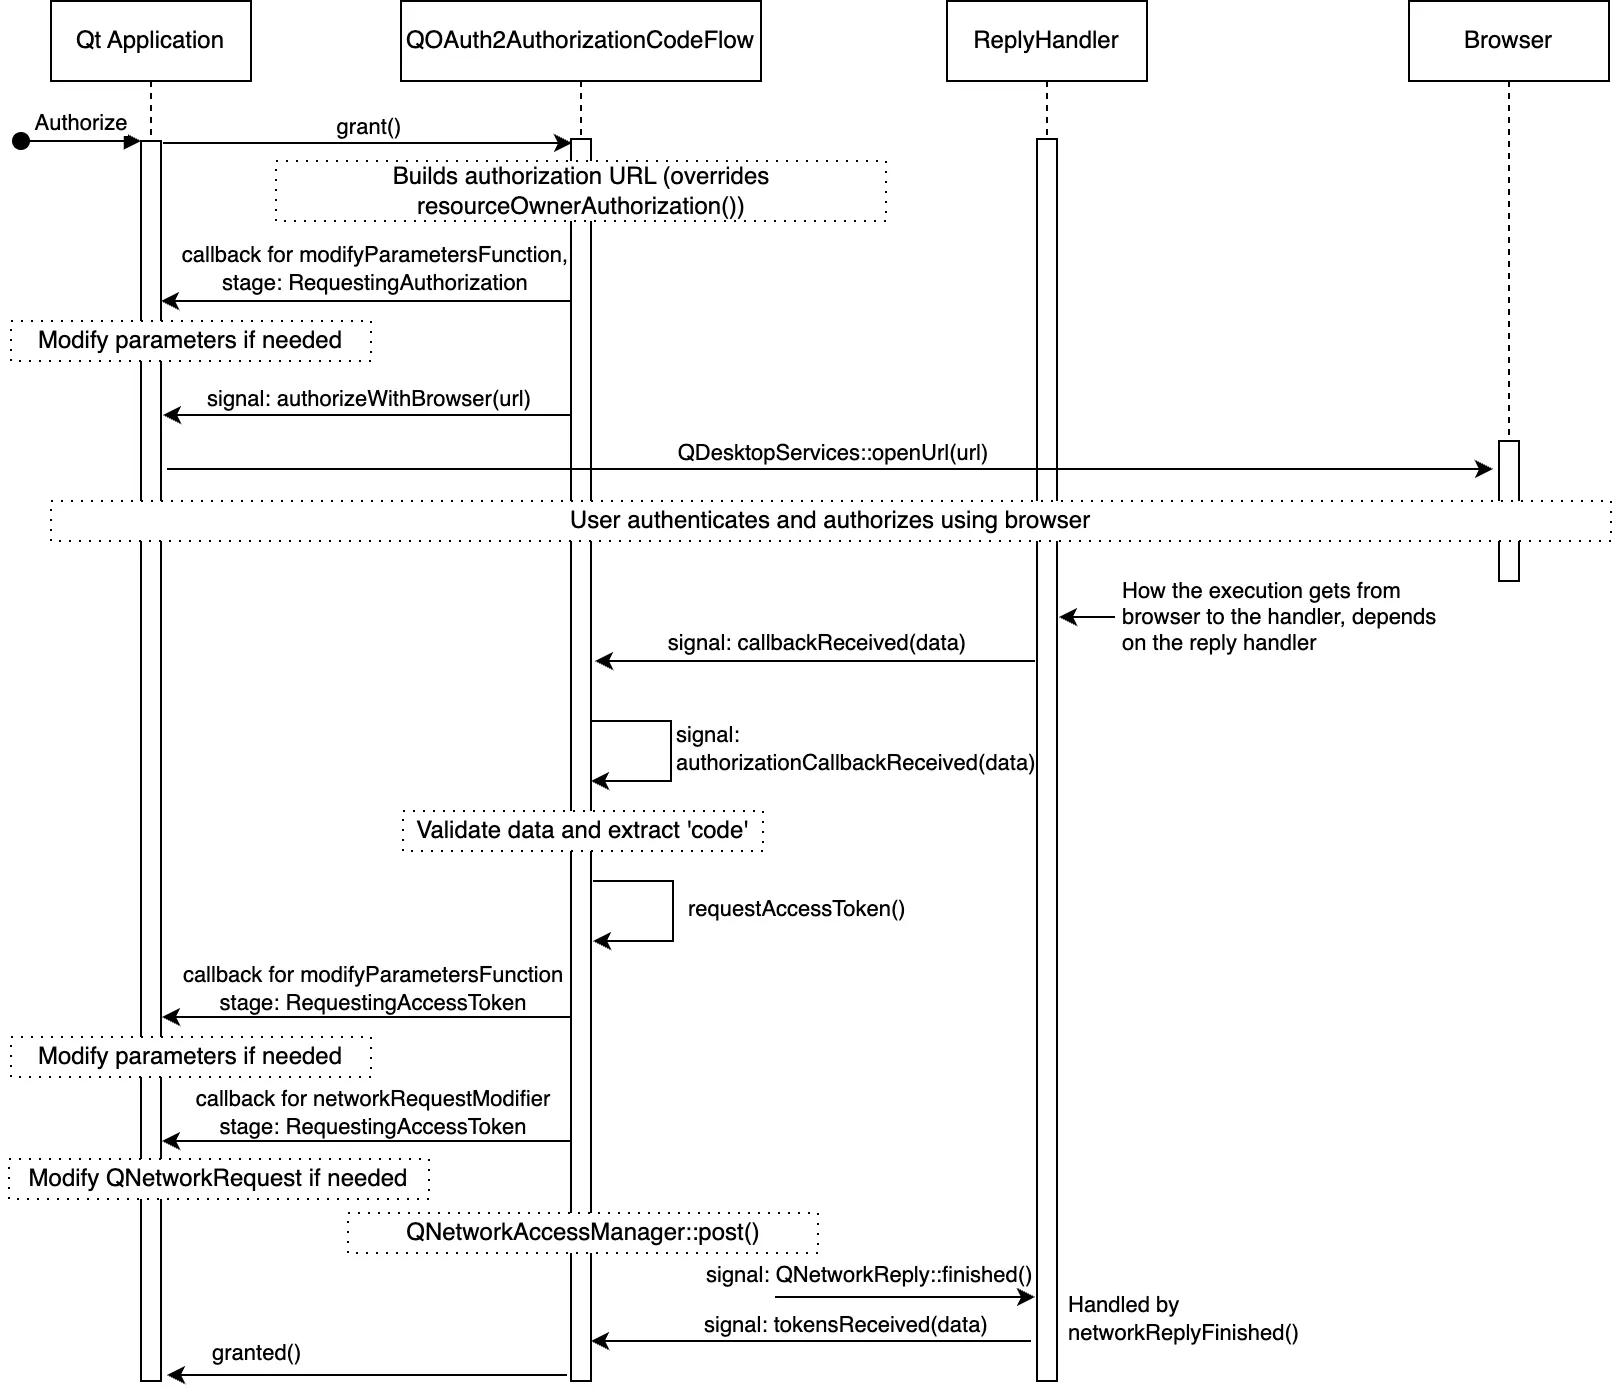 Qt Application
QOAuth2AuthorizationCodeFlow
ReplyHandler
Browser
Authorize
grant()
Builds authorization URL (overrides
resourceOwnerAuthorization())
callback for modifyParametersFunction,
stage: RequestingAuthorization
Modify parameters if needed
signal: authorizeWithBrowser(url)
QDesktopServices::openUrl(url)
User authenticates and authorizes using browser
How the execution gets from
browser to the handler, depends
on the reply handler
signal: callbackReceived(data)
signal:
authorizationCallbackReceived(data)
Validate data and extract 'code'
requestAccessToken()
callback for modifyParametersFunction
stage: RequestingAccessToken
Modify parameters if needed
callback for networkRequestModifier
stage: RequestingAccessToken
Modify QNetworkRequest if needed
QNetworkAccessManager::post()
signal: QNetworkReply::finished()
Handled by
networkReplyFinished()
signal: tokensReceived(data)
granted()